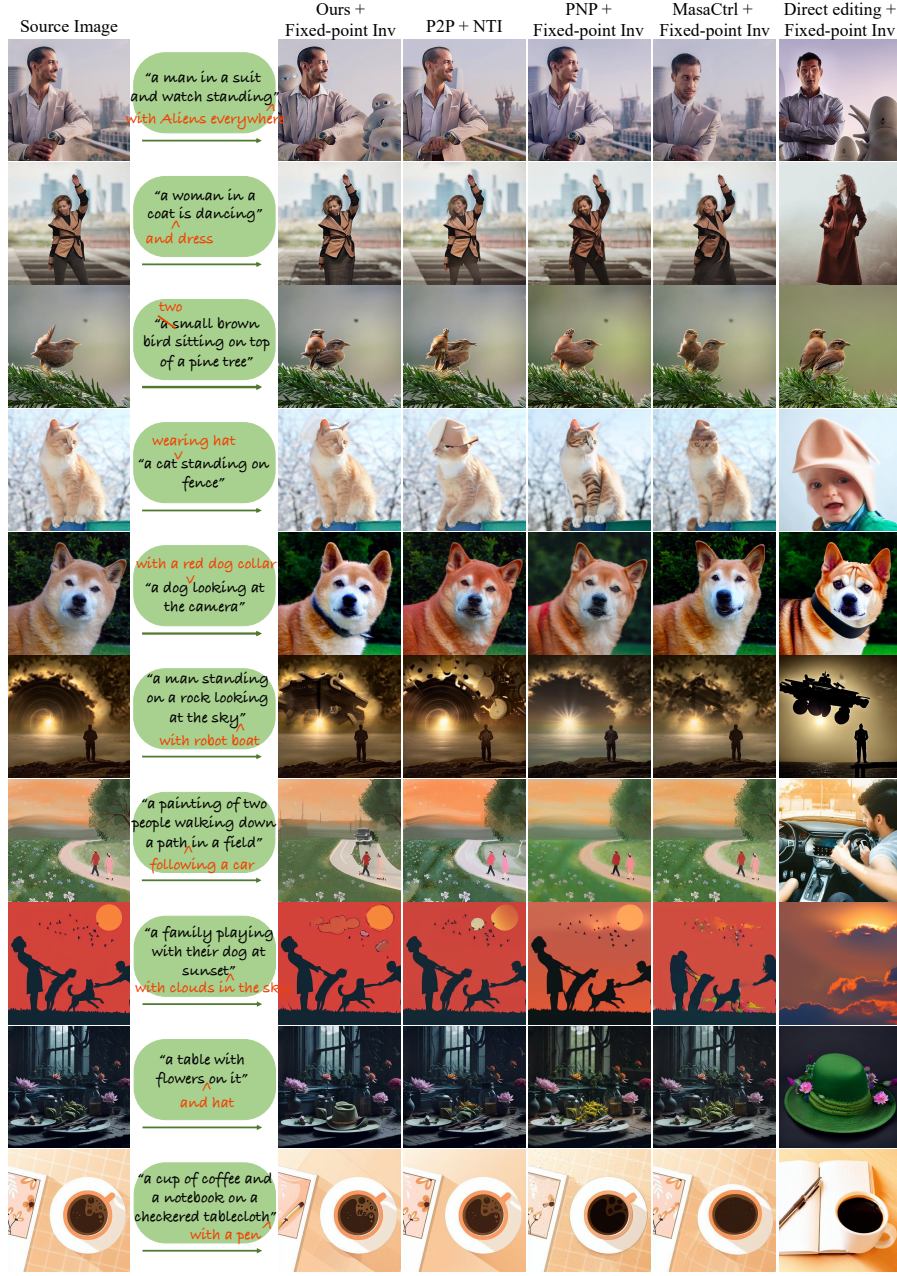 Source Image
Ours +
Fixed-point Inv
P2P + NTI
PNP +
Fixed-point Inv
MasaCtrl +
Fixed-point Inv
Direct editing +
Fixed-point Inv
"a man in a suit
and watch standing"
^
with Aliens everywhere
"a woman in a
coat is dancing"
^
and dress
two
"a small brown
bird sitting on top
of a pine tree"
wearing hat
"a cat standing on
fence"
with a red dog collar
"a dog looking at
the camera"
"a man standing
on a rock looking
at the sky"
^
with robot boat
"a painting of two
people walking down
a path in a field"
^
following a car
"a family playing
with their dog at
sunset"
^
with clouds in the sky
"a table with
flowers on it"
^
and hat
"a cup of coffee and
a notebook on a
checkered tablecloth"
^
with a pen